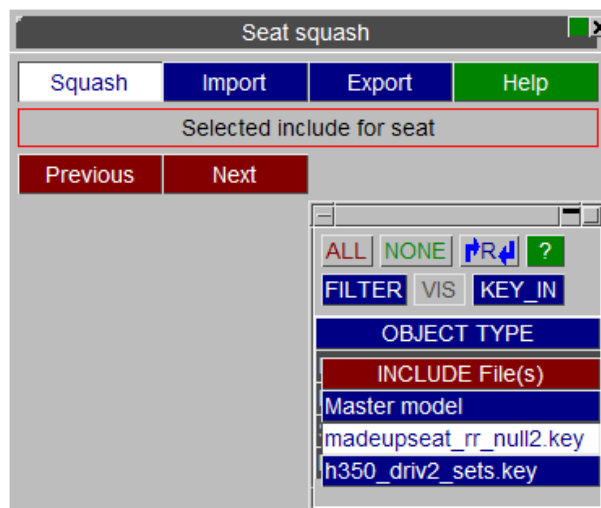 Seat squash
Squash Import Export Help
Selected include for seat
Previous Next
ALL NONE R ?
FILTER VIS KEY_IN
OBJECT TYPE
INCLUDE File(s)
Master model
madeupseat_rr_null2.key
h350_driv2_sets.key